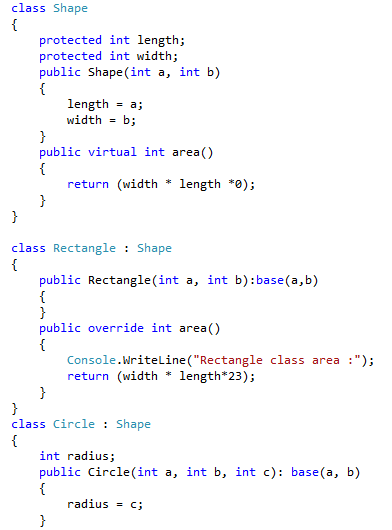 class Shape
{
    protected int length;
    protected int width;
    public Shape(int a, int b)
    {
        length = a;
        width = b;
    }
    public virtual int area()
    {
        return (width * length *0);
    }
}

class Rectangle : Shape
{
    public Rectangle(int a, int b):base(a,b)
    {
    }
    public override int area()
    {
        Console.WriteLine("Rectangle class area :");
        return (width * length*23);
    }
}
class Circle : Shape
{
    int radius;
    public Circle(int a, int b, int c): base(a, b)
    {
        radius = c;
    }